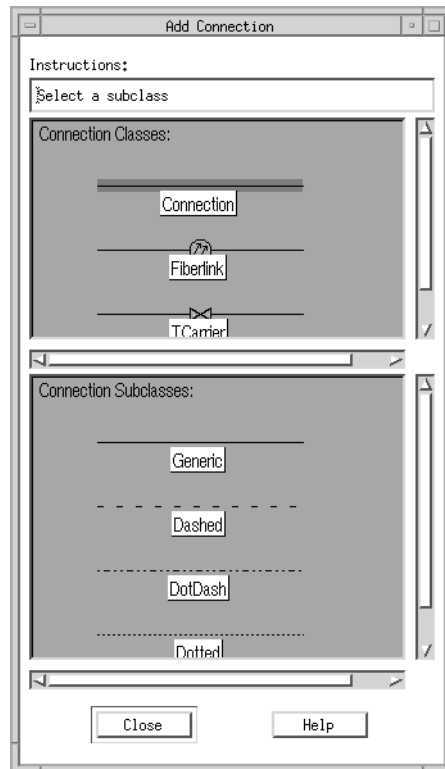 Add Connection
Instructions:
Select a subclass
Connection Classes:
Connection
Fiberlink
TCarrier
Connection Subclasses:
Generic
Dashed
DotDash
Dotted
Close
Help